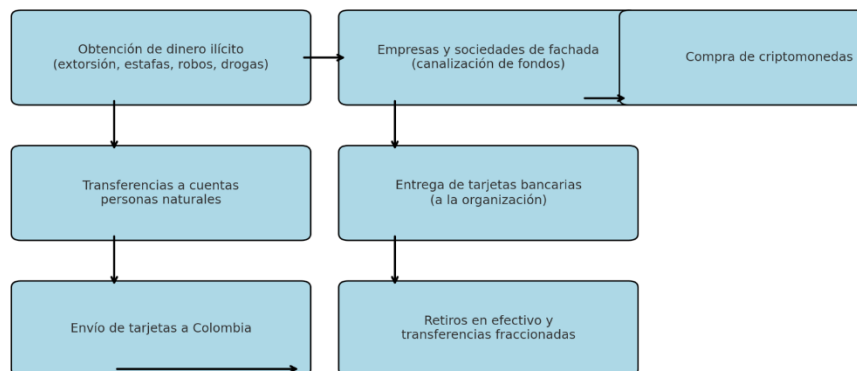 Obtención de dinero ilícito
(extorsión, estafas, robos, drogas)
Empresas y sociedades de fachada
(canalización de fondos)
Compra de criptomonedas
Transferencias a cuentas
personas naturales
Entrega de tarjetas bancarias
(a la organización)
Envío de tarjetas a Colombia
Retiros en efectivo y
transferencias fraccionadas